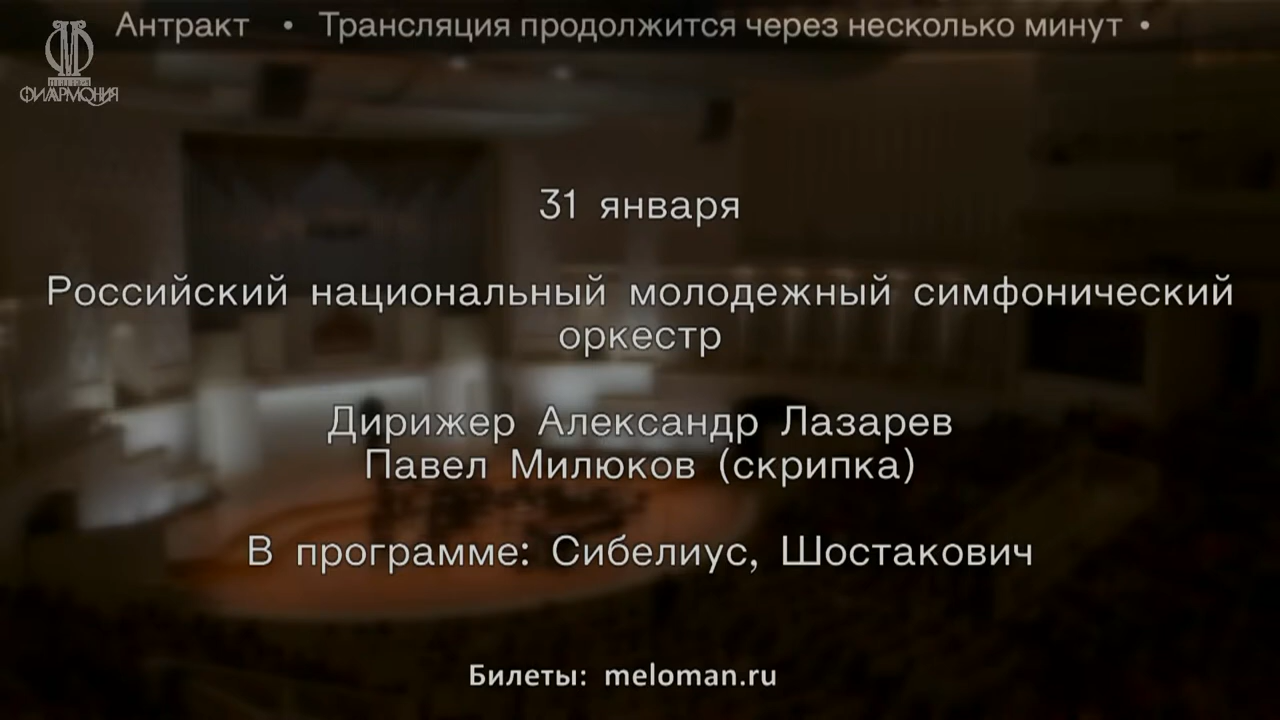 Антракт • Трансляция продолжится через несколько минут •
ФИЛАРМОНИЯ
31 января
Российский национальный молодежный симфонический
оркестр
Дирижер Александр Лазарев
Павел Милюков (скрипка)
В программе: Сибелиус, Шостакович
Билеты: meloman.ru